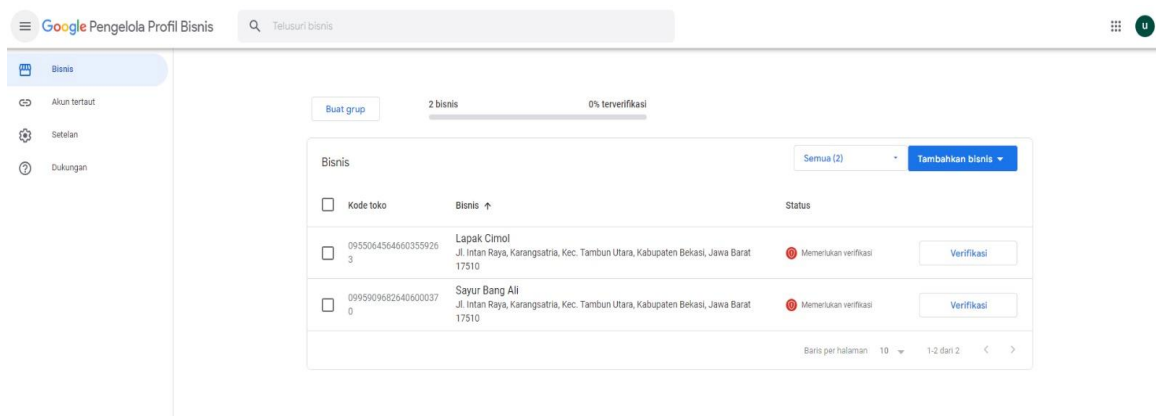 Google Pengelola Profil Bisnis
Telusuri bisnis
U
Bisnis
Akun tertaut
Setelan
Dukungan
Buat grup
2 bisnis
0% terverifikasi
Bisnis
Semua (2)
Tambahkan bisnis
Kode toko
Bisnis
Status
0955064564660355926
3
Lapak Cimol
Jl. Intan Raya, Karangsatria, Kec. Tambun Utara, Kabupaten Bekasi, Jawa Barat
17510
Memerlukan verifikasi
Verifikasi
0995909682640600037
0
Sayur Bang Ali
Jl. Intan Raya, Karangsatria, Kec. Tambun Utara, Kabupaten Bekasi, Jawa Barat
17510
Memerlukan verifikasi
Verifikasi
Baris per halaman 10
1-2 dari 2